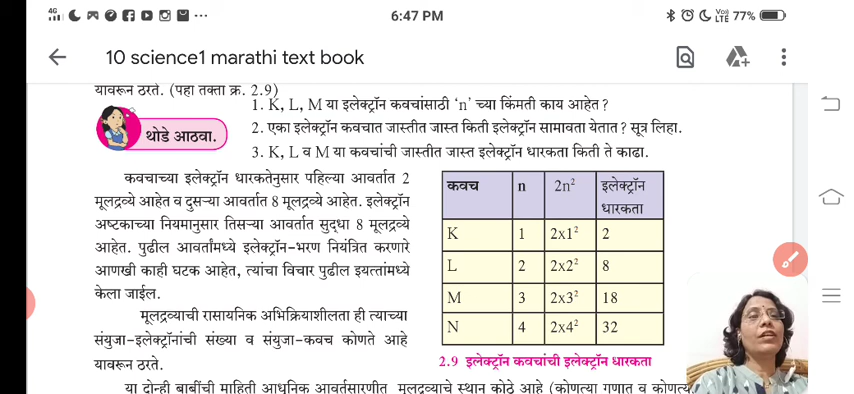 4G 6:47 PM Vo) LTE 77%
10 science1 marathi text book
यावरून ठरते. (पहा तक्ता क्र. 2.9)
थोडे आठवा.
1. K, L, M या इलेक्ट्रॉन कवचांसाठी ‘n’ च्या किंमती काय आहेत ?
2. एका इलेक्ट्रॉन कवचात जास्तीत जास्त किती इलेक्ट्रॉन सामावता येतात ? सूत्र लिहा.
3. K, L व M या कवचांची जास्तीत जास्त इलेक्ट्रॉन धारकता किती ते काढा.
कवचाच्या इलेक्ट्रॉन धारकतेनुसार पहिल्या आवर्तात 2
मूलद्रव्ये आहेत व दुसऱ्या आवर्तात 8 मूलद्रव्ये आहेत. इलेक्ट्रॉन
अष्टकाच्या नियमानुसार तिसऱ्या आवर्तात सुद्धा 8 मूलद्रव्ये
आहेत. पुढील आवर्तांमध्ये इलेक्ट्रॉन-भरण नियंत्रित करणारे
आणखी काही घटक आहेत, त्यांचा विचार पुढील इयत्तांमध्ये
केला जाईल.
मूलद्रव्याची रासायनिक अभिक्रियाशीलता ही त्याच्या
संयुजा-इलेक्ट्रॉनांची संख्या व संयुजा-कवच कोणते आहे
यावरून ठरते.
कवच n 2n² इलेक्ट्रॉन
धारकता
K 1 2x1² 2
L 2 2x2² 8
M 3 2x3² 18
N 4 2x4² 32
2.9 इलेक्ट्रॉन कवचांची इलेक्ट्रॉन धारकता
या दोन्ही बाबींची माहिती आधुनिक आवर्तसारणीत मूलद्रव्याचे स्थान कोठे आहे (कोणत्या गणात व कोणत्य